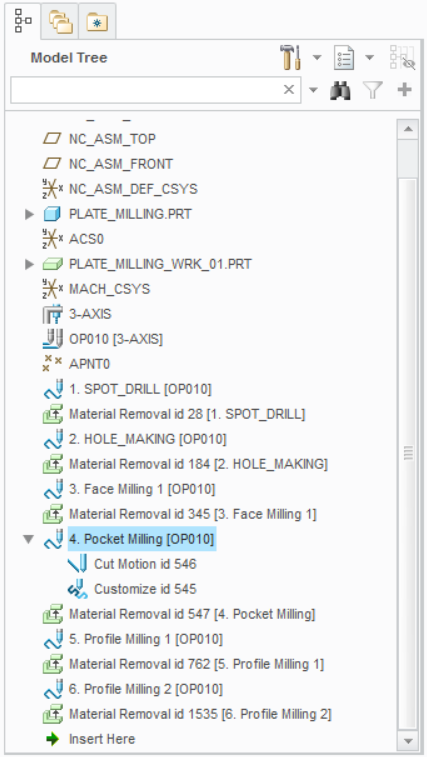 Model Tree
NC_ASM_TOP
NC_ASM_FRONT
NC_ASM_DEF_CSYS
PLATE_MILLING.PRT
ACS0
PLATE_MILLING_WRK_01.PRT
MACH_CSYS
3-AXIS
OP010 [3-AXIS]
APNT0
1. SPOT_DRILL [OP010]
Material Removal id 28 [1. SPOT_DRILL]
2. HOLE_MAKING [OP010]
Material Removal id 184 [2. HOLE_MAKING]
3. Face Milling 1 [OP010]
Material Removal id 345 [3. Face Milling 1]
4. Pocket Milling [OP010]
Cut Motion id 546
Customize id 545
Material Removal id 547 [4. Pocket Milling]
5. Profile Milling 1 [OP010]
Material Removal id 762 [5. Profile Milling 1]
6. Profile Milling 2 [OP010]
Material Removal id 1535 [6. Profile Milling 2]
Insert Here